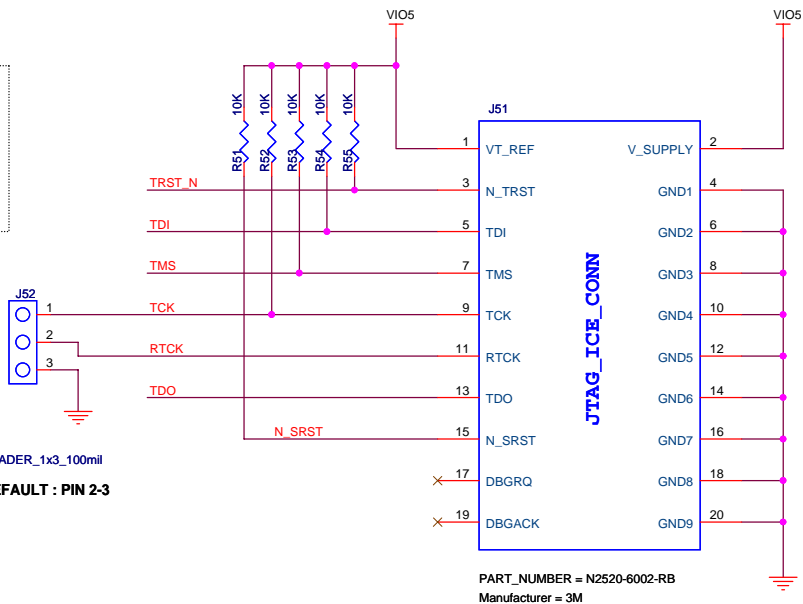 VIO5
VIO5
10K
10K
10K
10K
10K
R51
R52
R53
R54
R55
J51
1 VT_REF V_SUPPLY 2
TRST_N 3 N_TRST GND1 4
TDI 5 TDI GND2 6
TMS 7 TMS GND3 8
J52
1 TCK 9 TCK GND4 10
2 RTCK 11 RTCK GND5 12
3
TDO 13 TDO GND6 14
N_SRST 15 N_SRST GND7 16
17 DBGRQ GND8 18
19 DBGACK GND9 20
JTAG_ICE_CONN
ADER_1x3_100mil
EFAULT : PIN 2-3
PART_NUMBER = N2520-6002-RB
Manufacturer = 3M